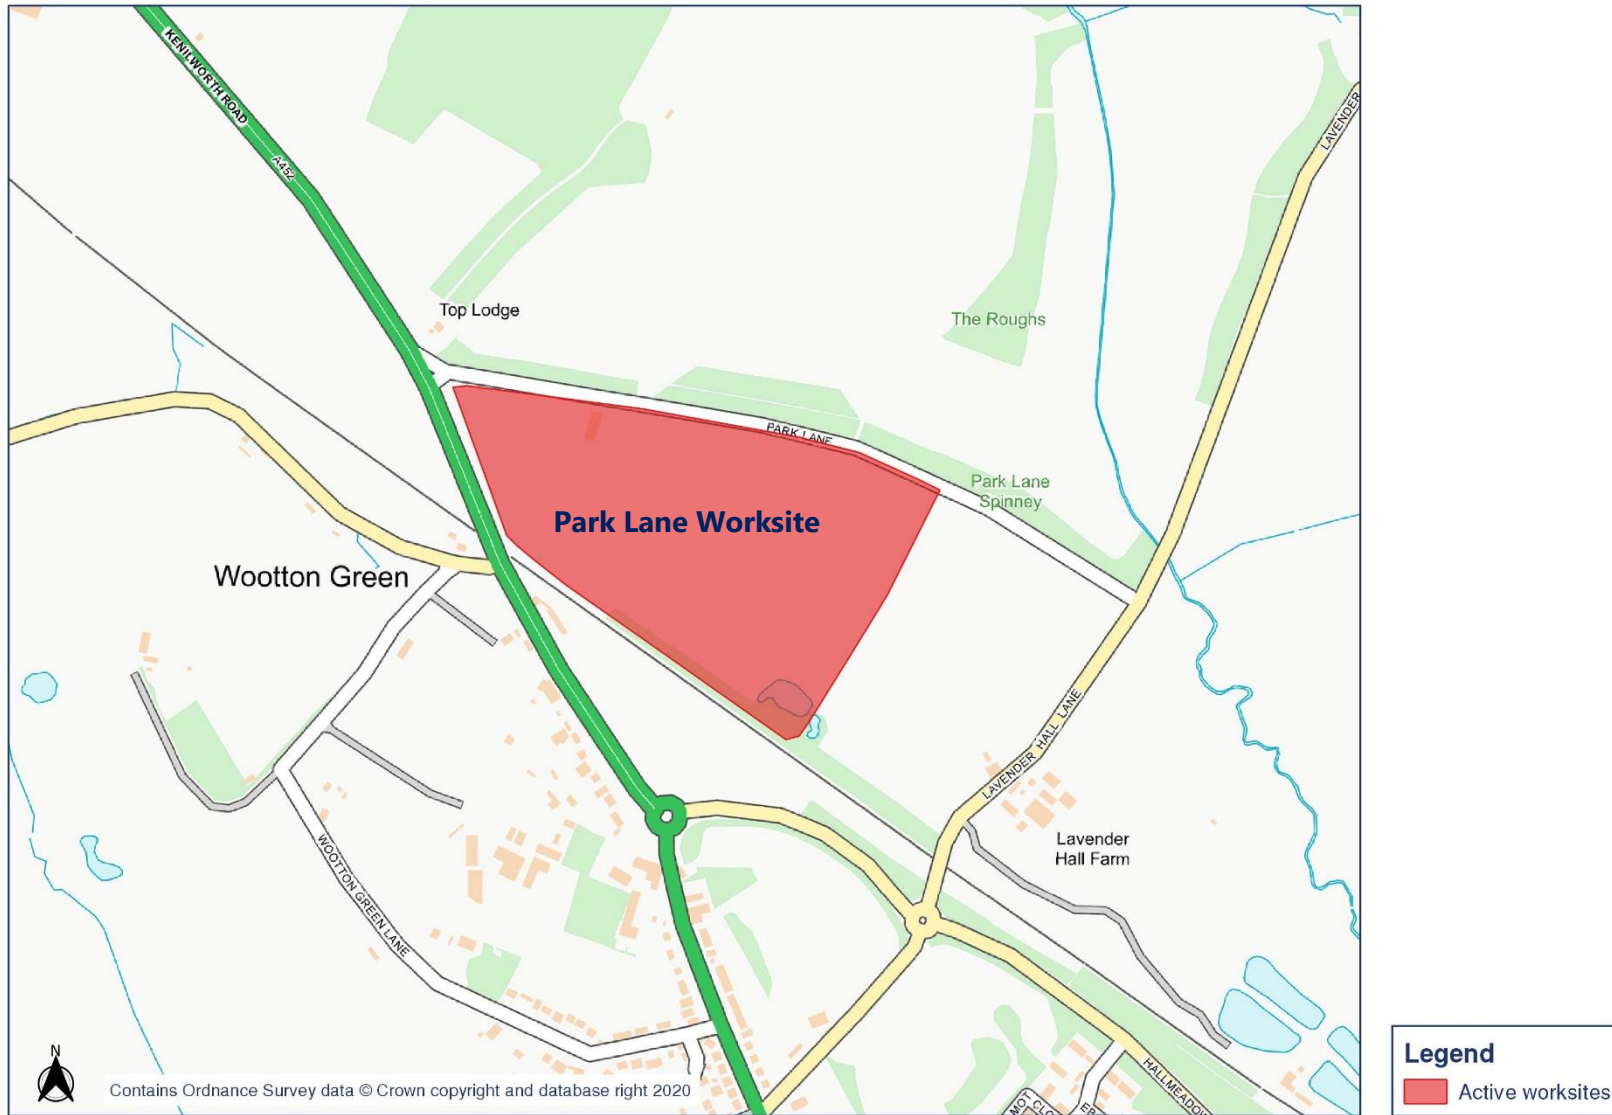 KENILWORTH ROAD
A452
LAVENDER
Top Lodge
The Roughs
PARK LANE
Park Lane
Spinney
Park Lane Worksite
Wootton Green
LAVENDER HALL LANE
Lavender
Hall Farm
WOOTTON GREEN LANE
N
Contains Ordnance Survey data © Crown copyright and database right 2020
HALLMEADOW
MOT
CLO
Legend
Active worksites